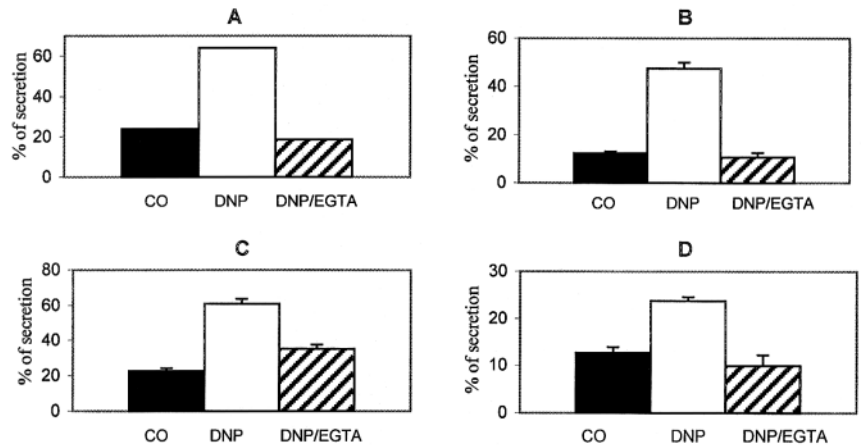 A
% of secretion
60
40
20
0
CO DNP DNP/EGTA
B
% of secretion
60
40
20
0
CO DNP DNP/EGTA
C
% of secretion
80
60
40
20
0
CO DNP DNP/EGTA
D
% of secretion
30
20
10
0
CO DNP DNP/EGTA